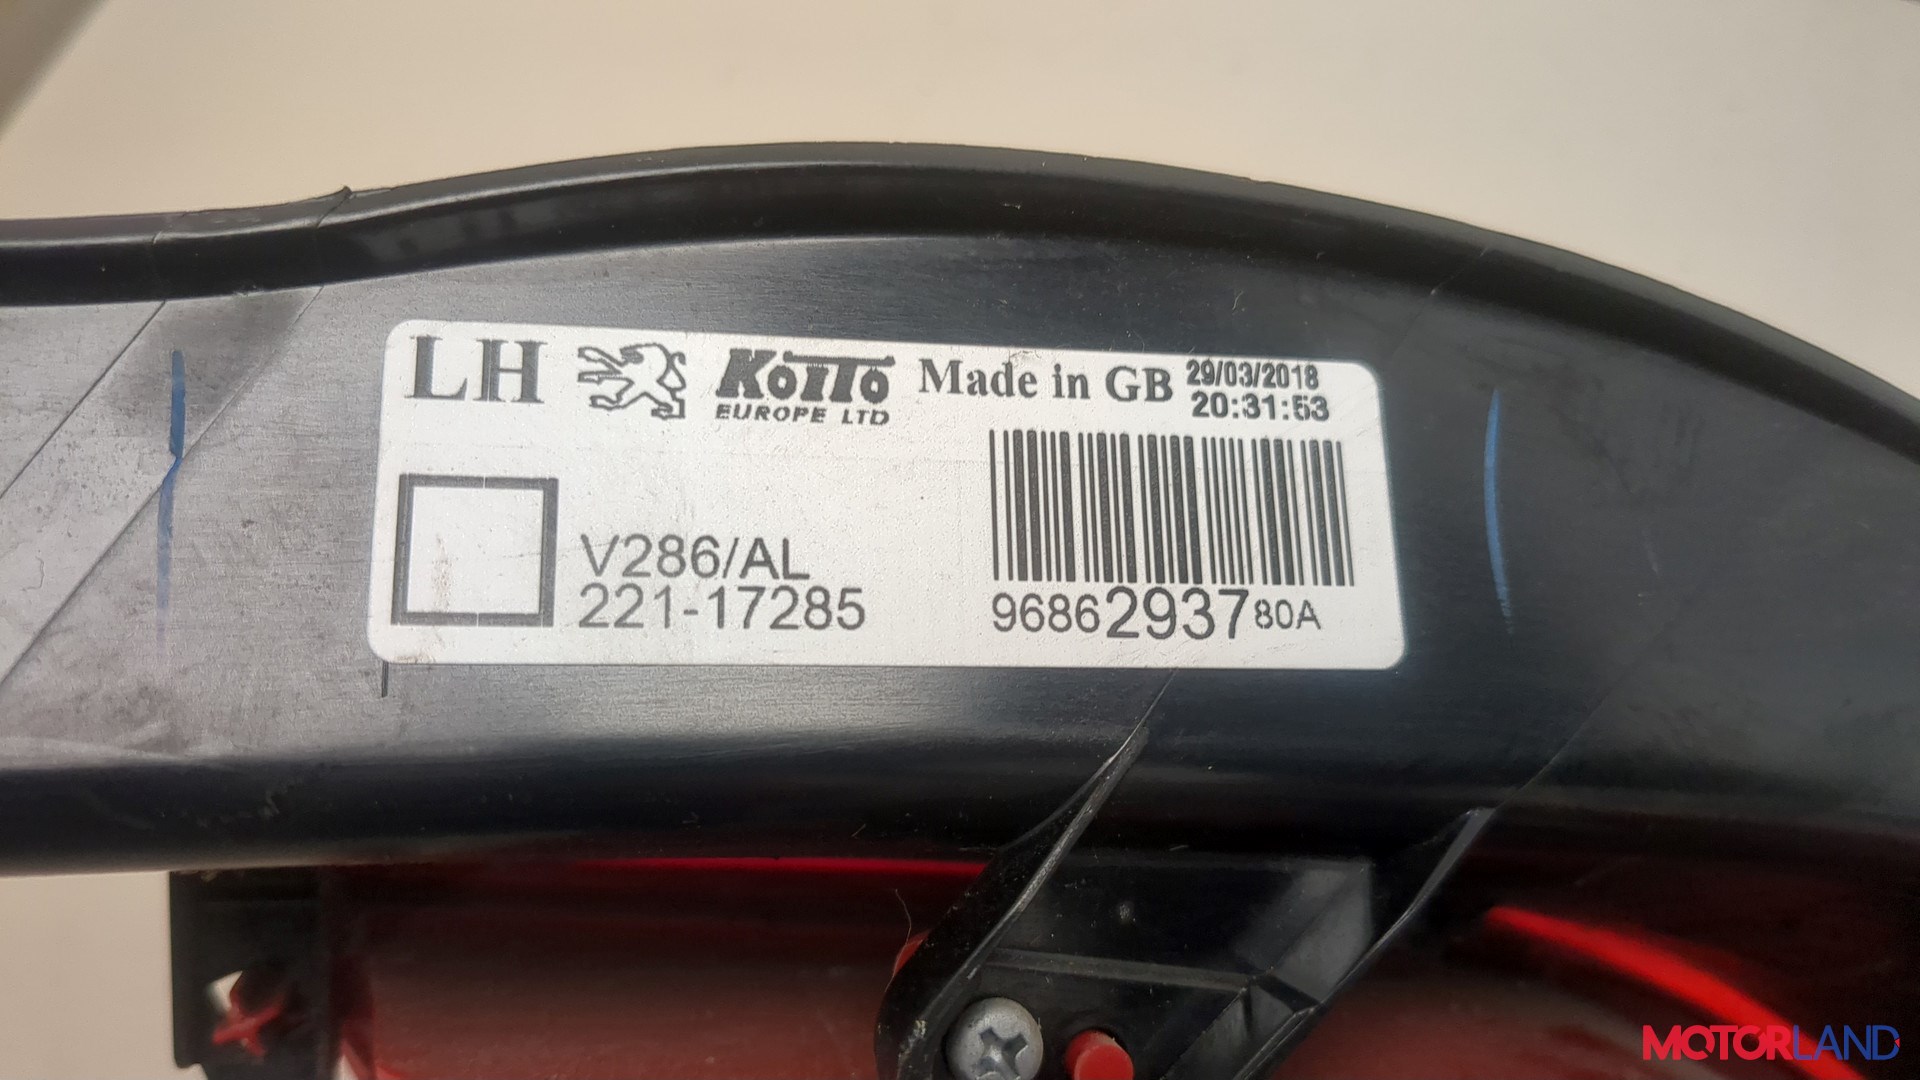 LH KOITO Made in GB 29/03/2018
EUROPE LTD 20:31:53
V286/AL
221-17285
9686293780A
MOTORLAND